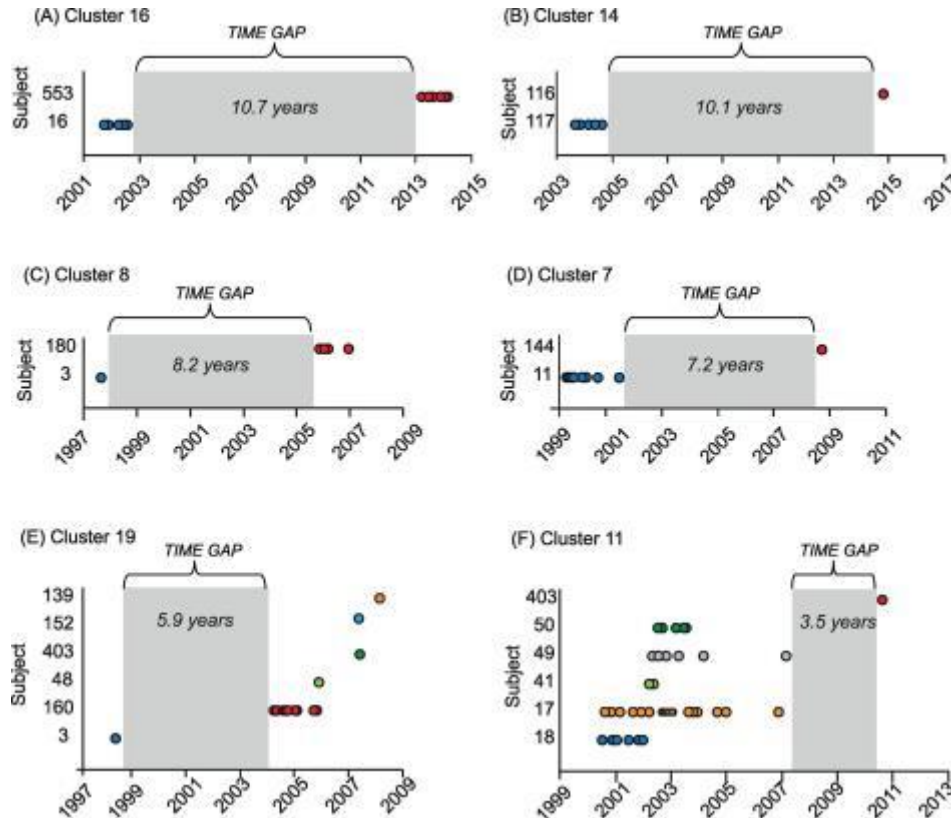 (A) Cluster 16
TIME GAP
Subject
553
16
10.7 years
2001
2003
2005
2007
2009
2011
2013
2015
(B) Cluster 14
TIME GAP
Subject
116
117
10.1 years
2003
2005
2007
2009
2011
2013
2015
2017
(C) Cluster 8
TIME GAP
Subject
180
3
8.2 years
1997
1999
2001
2003
2005
2007
2009
(D) Cluster 7
TIME GAP
Subject
144
11
7.2 years
1999
2001
2003
2005
2007
2009
2011
(E) Cluster 19
TIME GAP
Subject
139
152
403
48
160
3
5.9 years
1997
1999
2001
2003
2005
2007
2009
(F) Cluster 11
TIME GAP
Subject
403
50
49
41
17
18
3.5 years
1999
2001
2003
2005
2007
2009
2011
2013